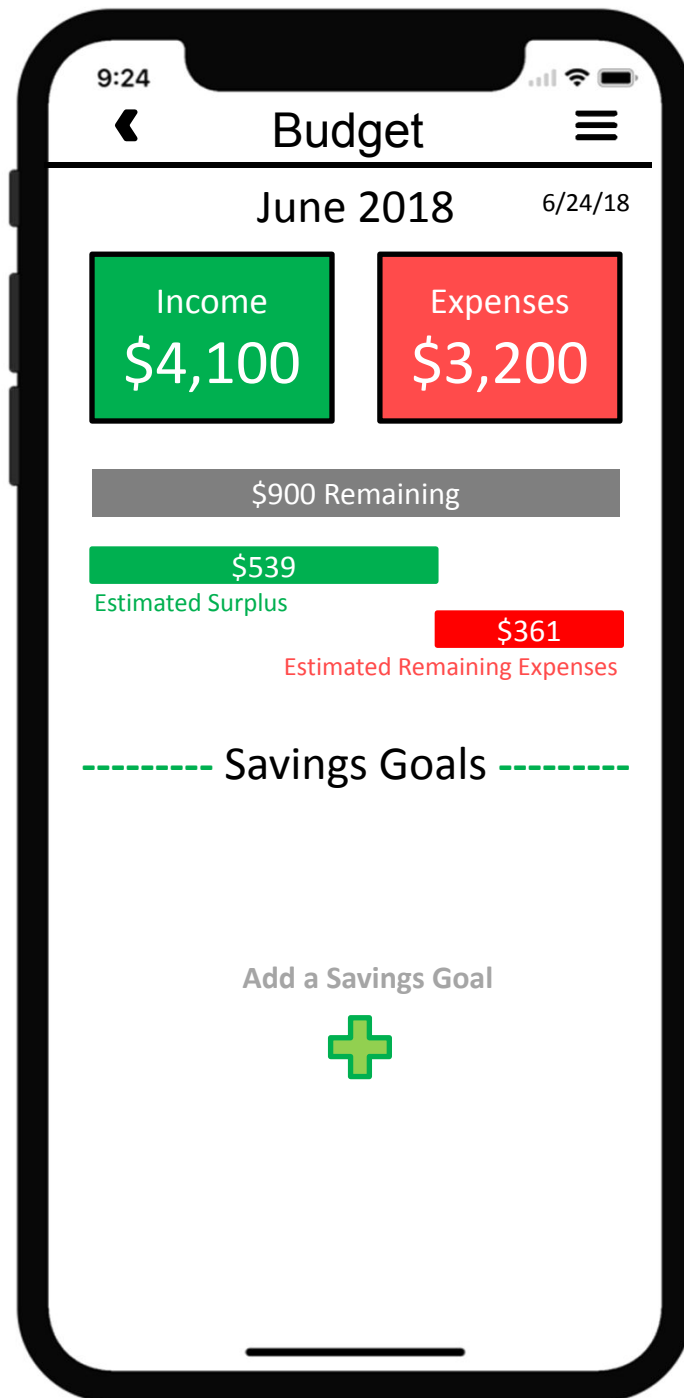 9:24
Budget
June 2018
6/24/18
Income
$4,100
Expenses
$3,200
$900 Remaining
$539
Estimated Surplus
$361
Estimated Remaining Expenses
--------- Savings Goals ---------
Add a Savings Goal